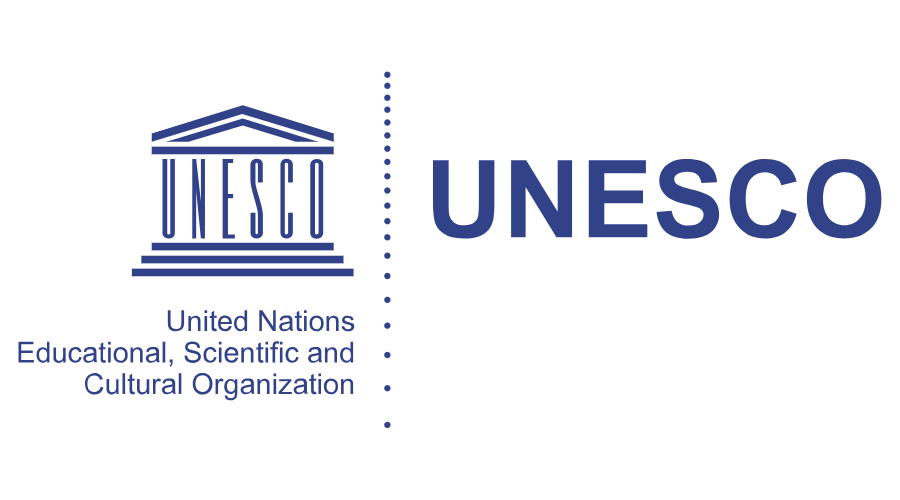 UNESCO
United Nations
Educational, Scientific and
Cultural Organization
UNESCO